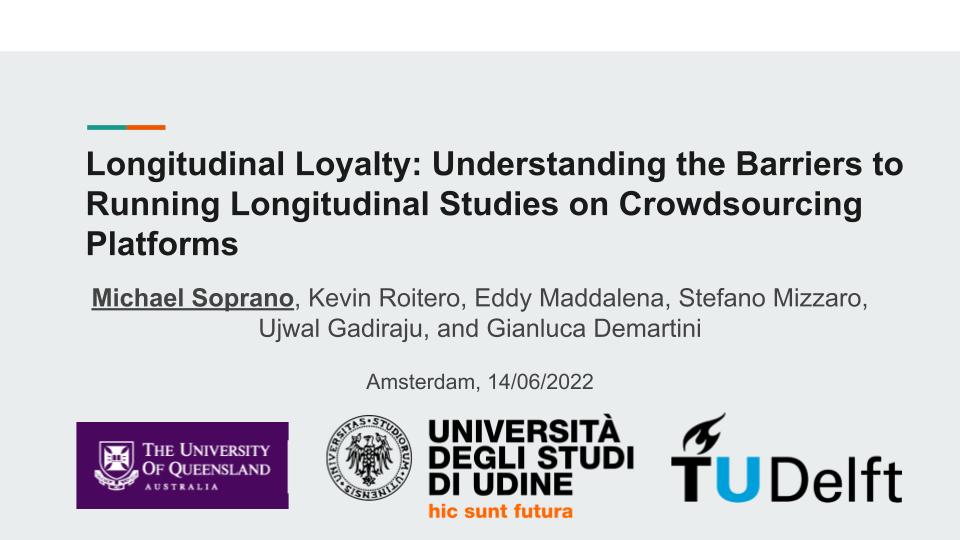 Longitudinal Loyalty: Understanding the Barriers to
Running Longitudinal Studies on Crowdsourcing
Platforms
Michael Soprano, Kevin Roitero, Eddy Maddalena, Stefano Mizzaro,
Ujwal Gadiraju, and Gianluca Demartini
Amsterdam, 14/06/2022
THE UNIVERSITY
OF QUEENSLAND
AUSTRALIA
UNIVERSITAS·STUDIORUM
UTINENSIS
UNIVERSITÀ
DEGLI STUDI
DI UDINE
hic sunt futura
TUDelft